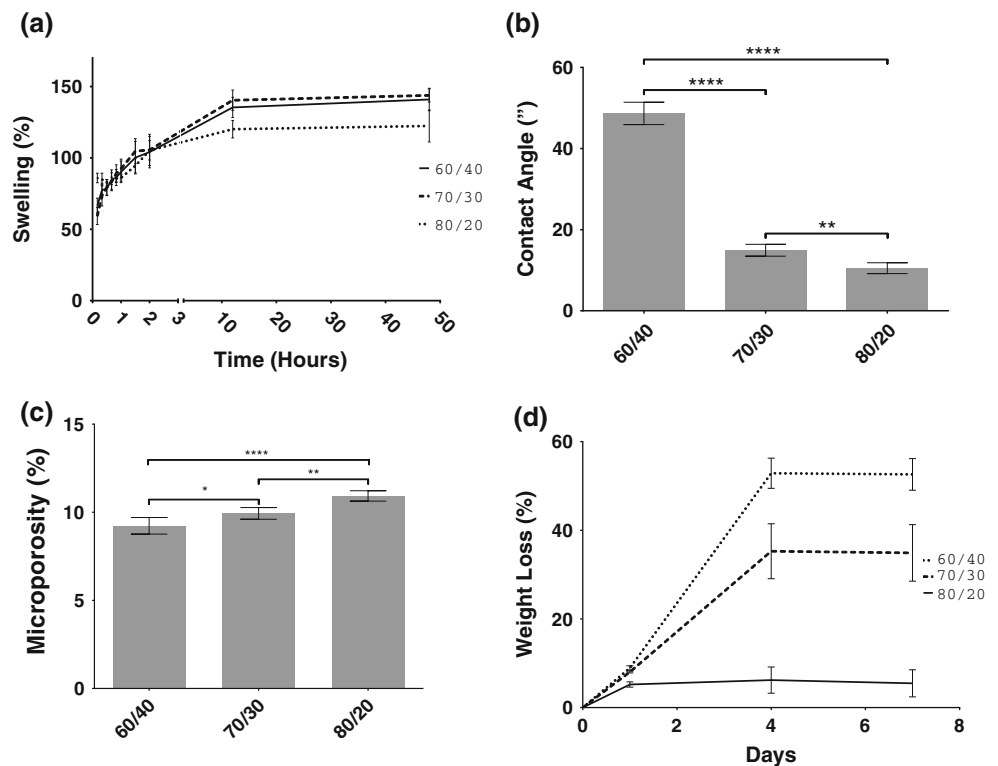 (a)
Swelling (%)
150
100
50
0
0 1 2 3 10 20 30 40 50
Time (Hours)
60/40
70/30
80/20
(b)
Contact Angle (”)
60
40
20
0
****
****
**
60/40 70/30 80/20
(c)
Microporosity (%)
15
10
5
0
****
**
*
60/40 70/30 80/20
(d)
Weight Loss (%)
60
40
20
0
0 2 4 6 8
Days
60/40
70/30
80/20